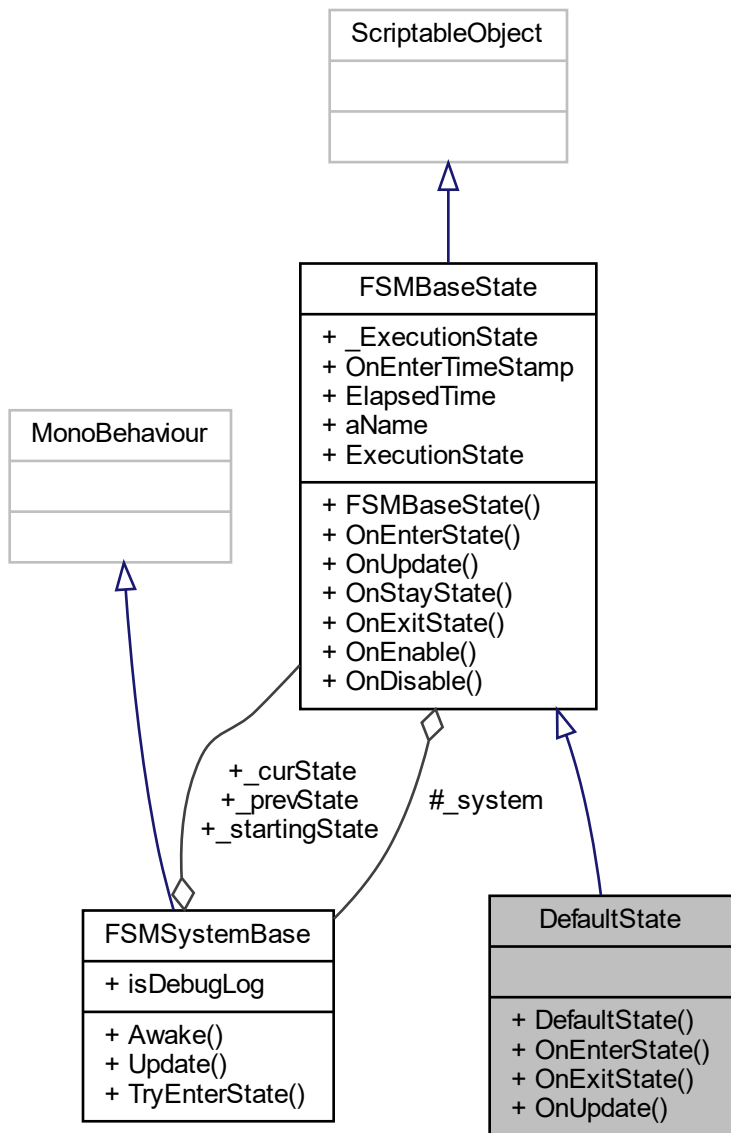 ScriptableObject
FSMBaseState
+ _ExecutionState
+ OnEnterTimeStamp
+ ElapsedTime
+ aName
+ ExecutionState
+ FSMBaseState()
+ OnEnterState()
+ OnUpdate()
+ OnStayState()
+ OnExitState()
+ OnEnable()
+ OnDisable()
MonoBehaviour
+_curState
+_prevState
+_startingState
#_system
FSMSystemBase
+ isDebugLog
+ Awake()
+ Update()
+ TryEnterState()
DefaultState
+ DefaultState()
+ OnEnterState()
+ OnExitState()
+ OnUpdate()